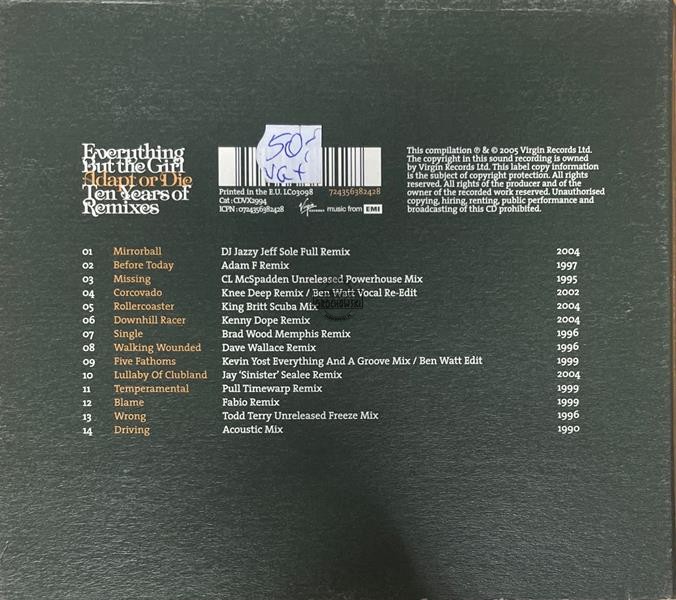 Everything
but the Girl
Adapt or Die
Ten Years of
Remixes
50:
vat
Printed in the E.U. LC03098
724356382428
Cat : CDVX2994
ICPN : 0724356382428
Virgin
music from EMI
This compilation ℗ & © 2005 Virgin Records Ltd.
The copyright in this sound recording is owned
by Virgin Records Ltd. This label copy information
is the subject of copyright protection. All rights
reserved. All rights of the producer and of the
owner of the recorded work reserved. Unauthorised
copying, hiring, renting, public performance and
broadcasting of this CD prohibited.
01 Mirrorball DJ Jazzy Jeff Sole Full Remix 2004
02 Before Today Adam F Remix 1997
03 Missing CL McSpadden Unreleased Powerhouse Mix 1995
04 Corcovado Knee Deep Remix / Ben Watt Vocal Re-Edit 2002
05 Rollercoaster King Britt Scuba Mix 2004
06 Downhill Racer Kenny Dope Remix 2004
07 Single Brad Wood Memphis Remix 1996
08 Walking Wounded Dave Wallace Remix 1996
09 Five Fathoms Kevin Yost Everything And A Groove Mix / Ben Watt Edit 1999
10 Lullaby Of Clubland Jay ‘Sinister’ Sealee Remix 2004
11 Temperamental Pull Timewarp Remix 1999
12 Blame Fabio Remix 1999
13 Wrong Todd Terry Unreleased Freeze Mix 1996
14 Driving Acoustic Mix 1990